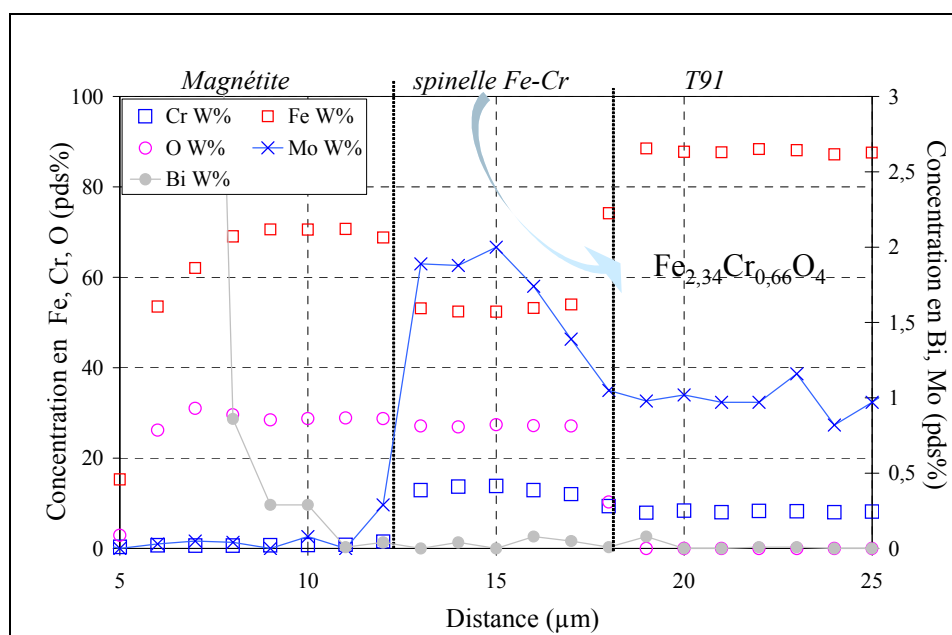 Magnétite spinelle Fe-Cr T91
Cr W% Fe W%
O W% Mo W%
Bi W%
Fe2,34Cr0,66O4
Concentration en Fe, Cr, O (pds%)
100
80
60
40
20
0
Concentration en Bi, Mo (pds%)
3
2,5
2
1,5
1
0,5
0
5 10 15 20 25
Distance (µm)